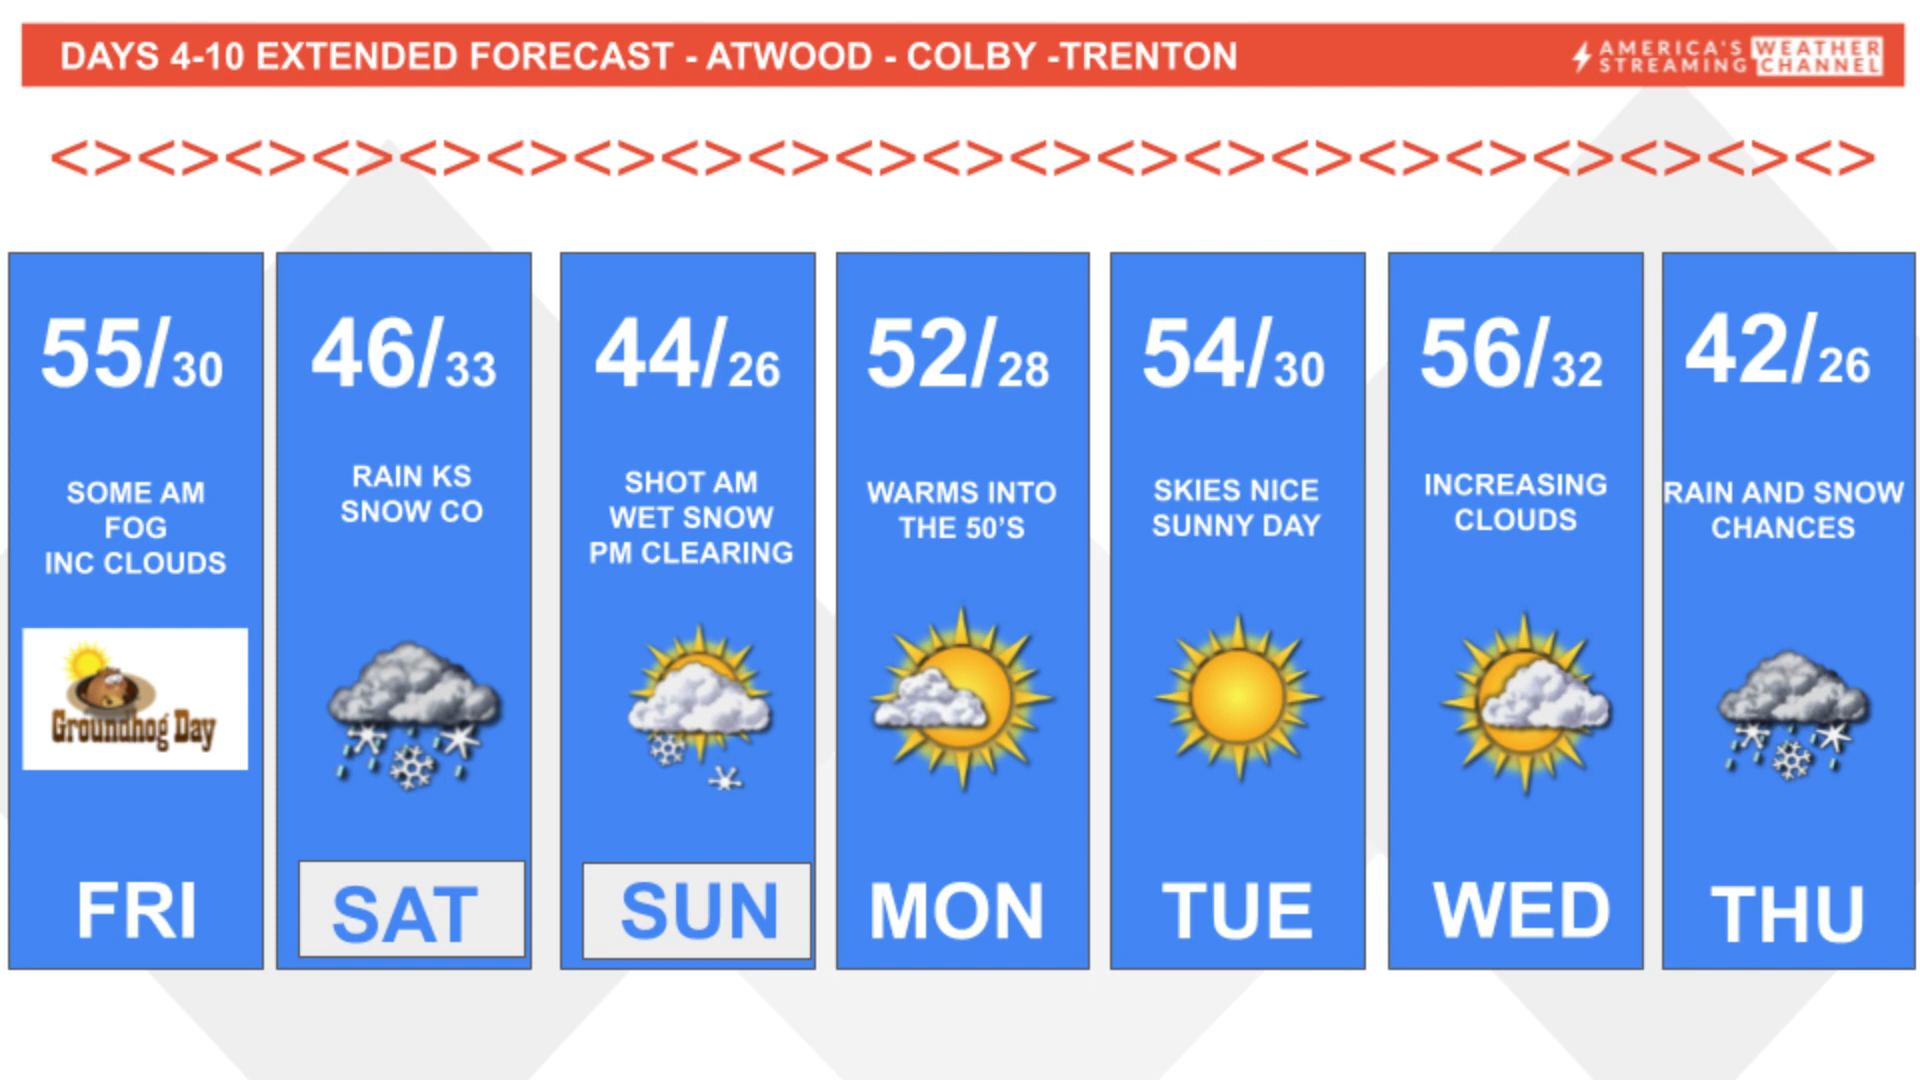 DAYS 4-10 EXTENDED FORECAST - ATWOOD - COLBY -TRENTON
AMERICA'S
STREAMING
WEATHER
CHANNEL
<><><><><><><><><><><><><><><><><><><><><>
55/30
SOME AM
FOG
INC CLOUDS
Groundhog Day
FRI
46/33
RAIN KS
SNOW CO
SAT
44/26
SHOT AM
WET SNOW
PM CLEARING
SUN
52/28
WARMS INTO
THE 50'S
MON
54/30
SKIES NICE
SUNNY DAY
TUE
56/32
INCREASING
CLOUDS
WED
42/26
RAIN AND SNOW
CHANCES
THU